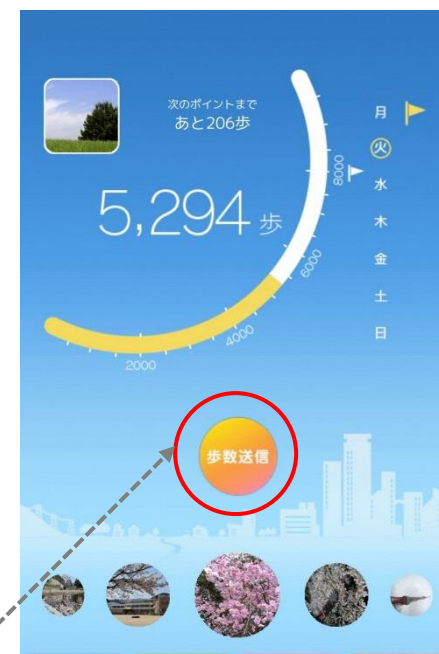 次のポイントまで
あと206歩
5,294 歩
2000
4000
6000
8000
月
火
水
木
金
土
日
歩数送信